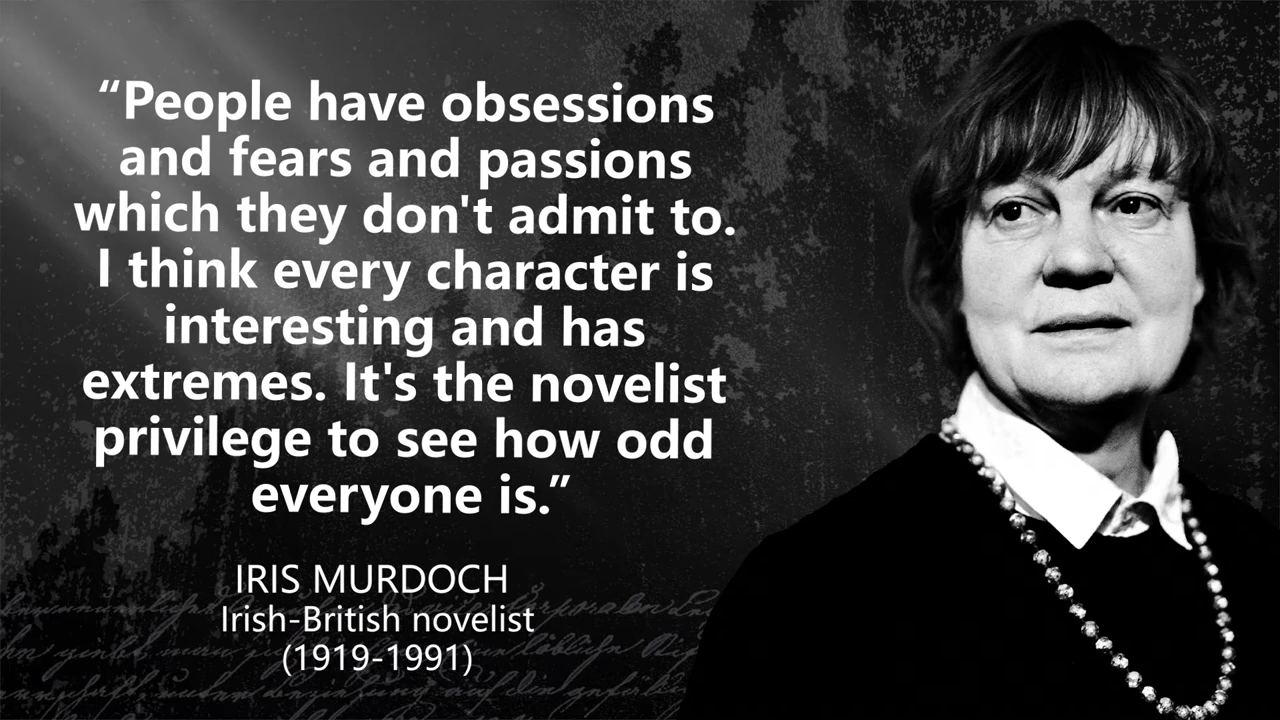 “People have obsessions
and fears and passions
which they don't admit to.
I think every character is
interesting and has
extremes. It's the novelist
privilege to see how odd
everyone is.”
IRIS MURDOCH
Irish-British novelist
(1919-1991)